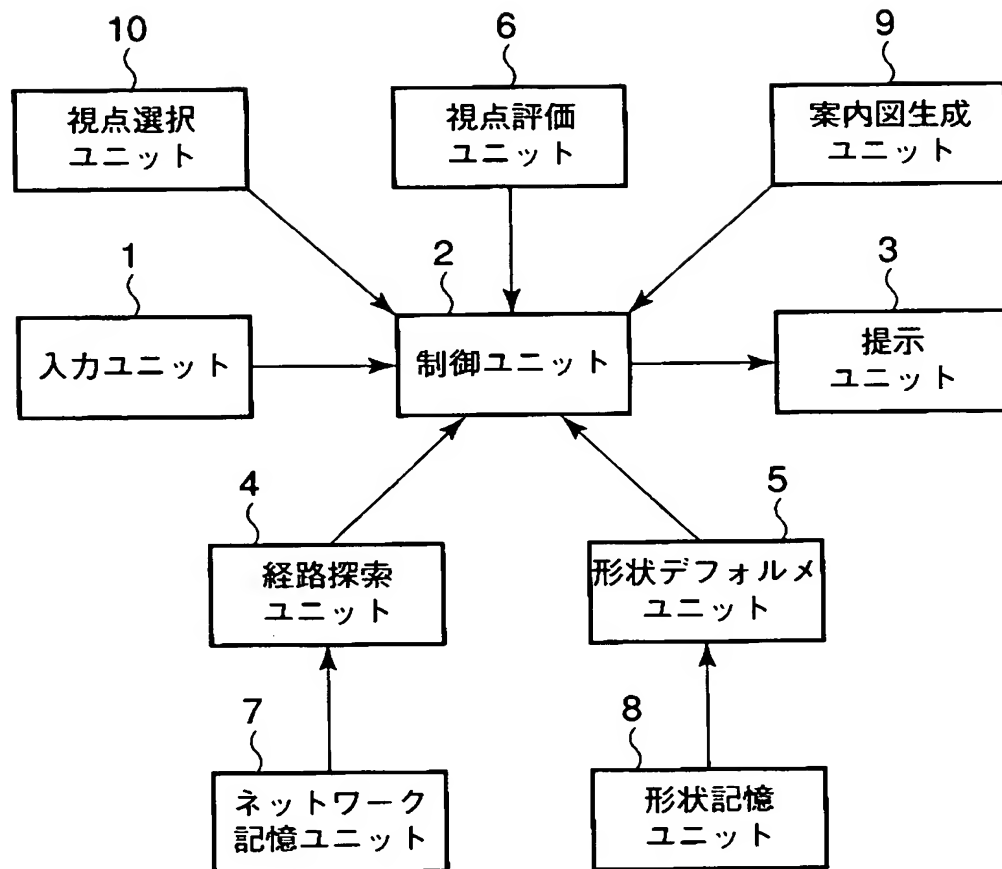 10
視点選択
ユニット
6
視点評価
ユニット
9
案内図生成
ユニット
1
入力ユニット
2
制御ユニット
3
提示
ユニット
4
経路探索
ユニット
5
形状デフォルメ
ユニット
7
ネットワーク
記憶ユニット
8
形状記憶
ユニット